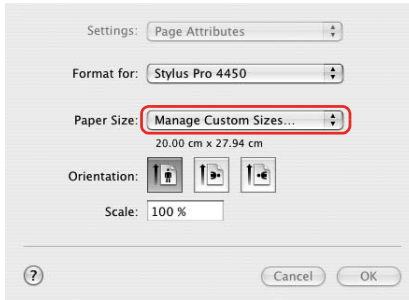 Settings: Page Attributes
Format for: Stylus Pro 4450
Paper Size: Manage Custom Sizes...
20.00 cm x 27.94 cm
Orientation:
Scale: 100 %
? Cancel OK